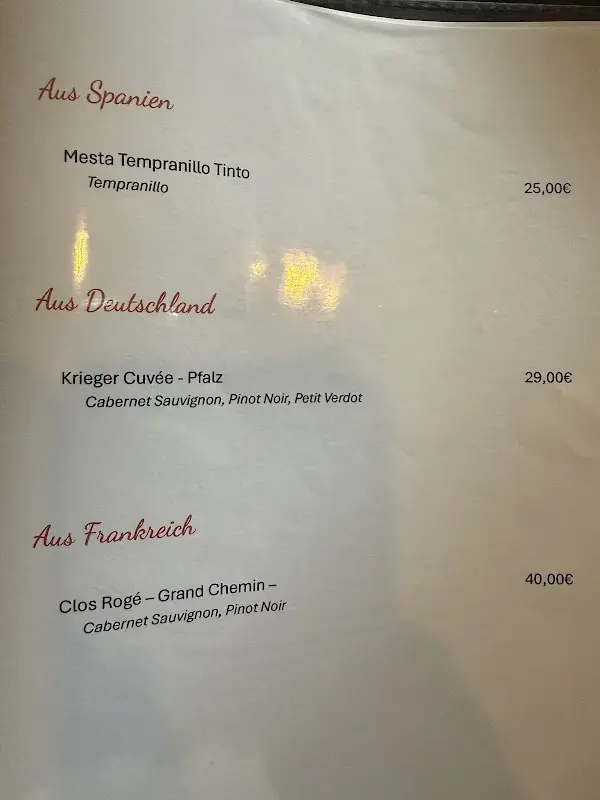 Aus Spanien
Mesta Tempranillo Tinto
Tempranillo
25,00€
Aus Deutschland
Krieger Cuvée - Pfalz
29,00€
Cabernet Sauvignon, Pinot Noir, Petit Verdot
Aus Frankreich
Clos Rogé – Grand Chemin –
40,00€
Cabernet Sauvignon, Pinot Noir